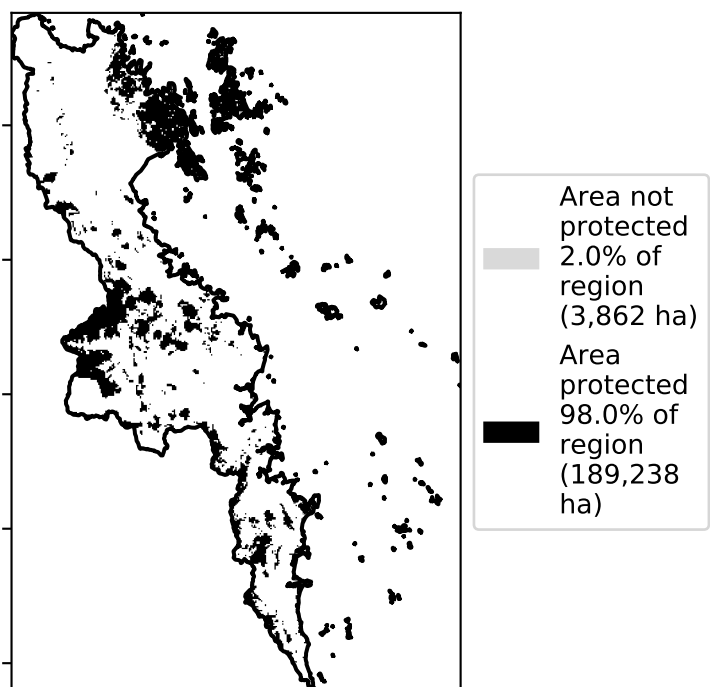 Area not
protected
2.0% of
region
(3,862 ha)
Area
protected
98.0% of
region
(189,238
ha)